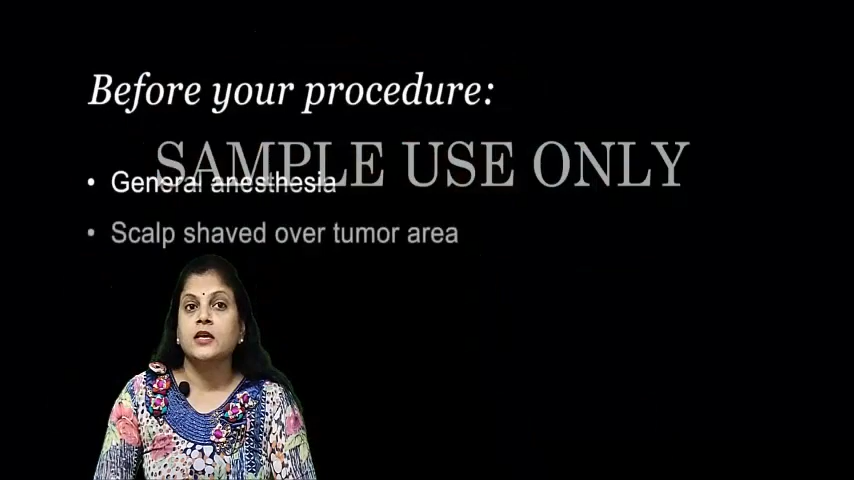 Before your procedure:
SAMPLE USE ONLY
• General anesthesia
• Scalp shaved over tumor area